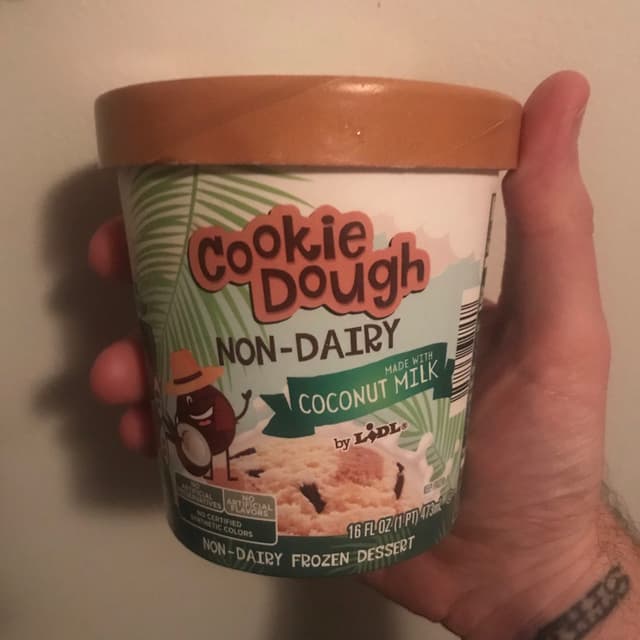 Cookie
Dough
NON-DAIRY
MADE WITH
COCONUT MILK
by LIDL®
NO
ARTIFICIAL
PRESERVATIVES
NO
ARTIFICIAL
FLAVORS
NO CERTIFIED
SYNTHETIC COLORS
16 FL OZ (1 PT) 473mL
NON-DAIRY FROZEN DESSERT